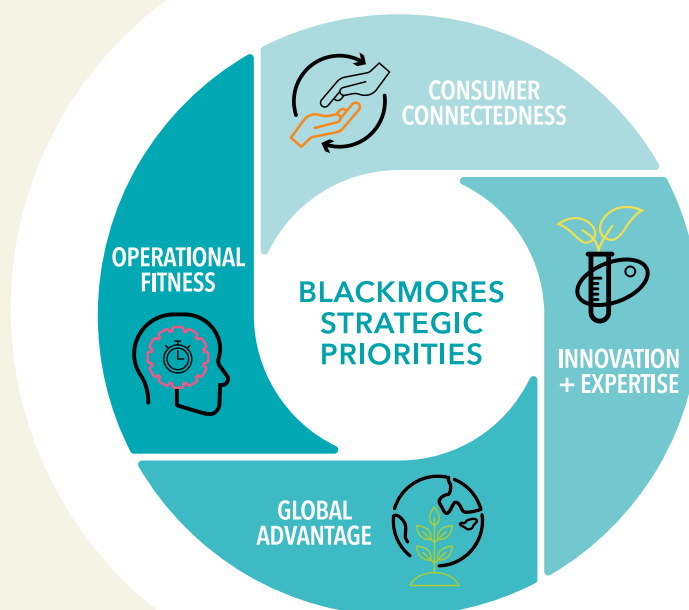 CONSUMER
CONNECTEDNESS
OPERATIONAL
FITNESS
BLACKMORES
STRATEGIC
PRIORITIES
INNOVATION
+ EXPERTISE
GLOBAL
ADVANTAGE